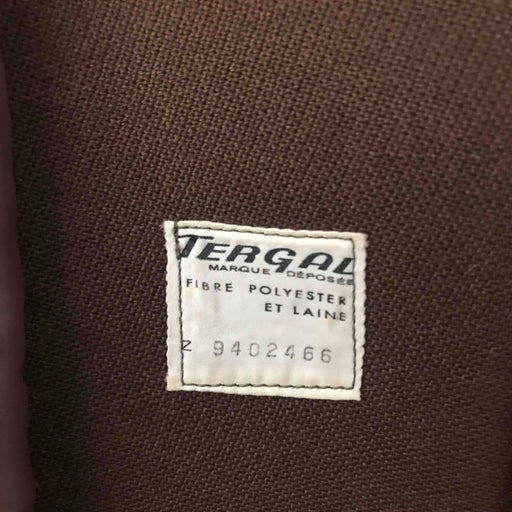 TERGAL
MARQUE DÉPOSÉE
FIBRE POLYESTER
ET LAINE
Z 9402466